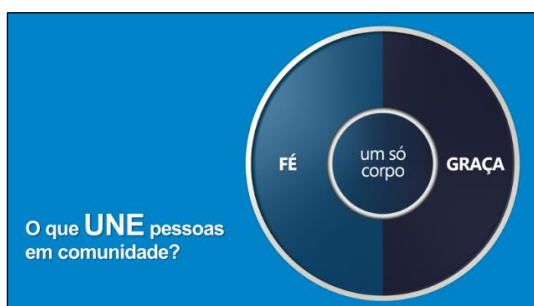 FÉ
um só
corpo
GRAÇA
O que UNE pessoas
em comunidade?